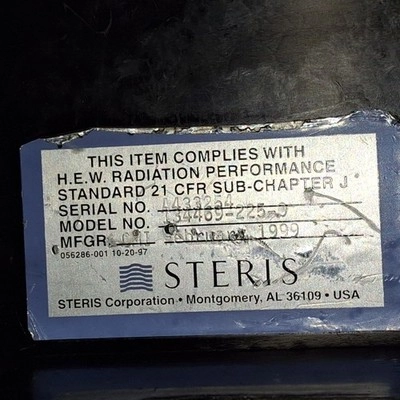 THIS ITEM COMPLIES WITH
H.E.W. RADIATION PERFORMANCE
STANDARD 21 CFR SUB-CHAPTER J
SERIAL NO.
MODEL NO.
MFGR. February 1999
056286-001 10-20-97
STERIS
STERIS Corporation • Montgomery, AL 36109 • USA